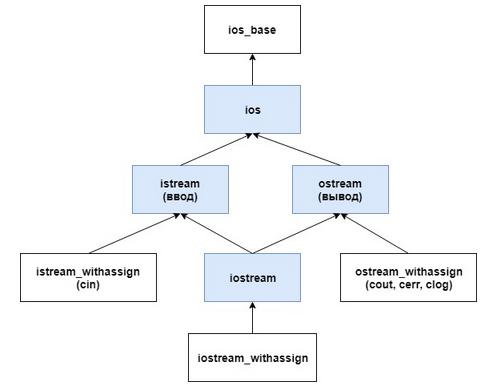 ios_base
ios
istream
(ввод)
ostream
(вывод)
istream_withassign
(cin)
iostream
ostream_withassign
(cout, cerr, clog)
iostream_withassign